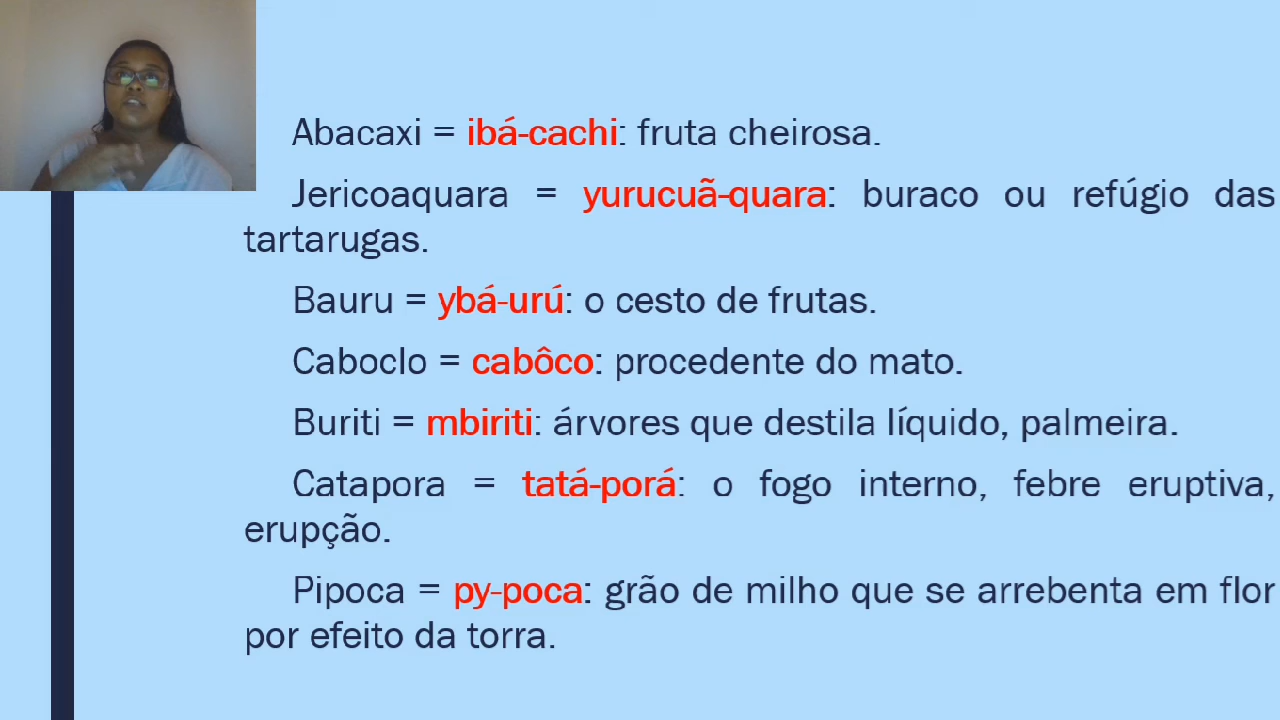 Abacaxi = ibá-cachi: fruta cheirosa.
Jericoaquara = yurucuã-quara: buraco ou refúgio das
tartarugas.
Bauru = ybá-urú: o cesto de frutas.
Caboclo = cabôco: procedente do mato.
Buriti = mbiriti: árvores que destila líquido, palmeira.
Catapora = tatá-porá: o fogo interno, febre eruptiva,
erupção.
Pipoca = py-poca: grão de milho que se arrebenta em flor
por efeito da torra.